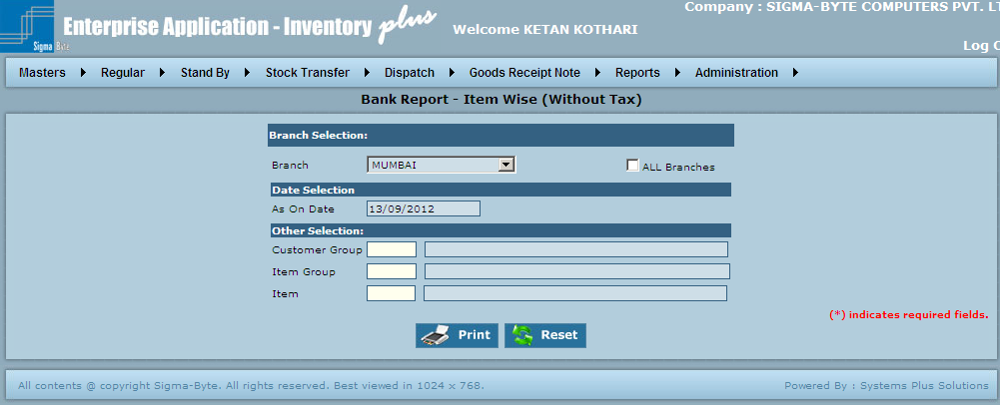 Company : SIGMA-BYTE COMPUTERS PVT.
Enterprise Application - Inventory plus
Welcome KETAN KOTHARI
Sigma Byte
Log
Masters Regular Stand By Stock Transfer Dispatch Goods Receipt Note Reports Administration
Bank Report - Item Wise (Without Tax)
Branch Selection:
Branch MUMBAI ALL Branches
Date Selection
As On Date 13/09/2012
Other Selection:
Customer Group
Item Group
Item
(*) indicates required fields.
Print Reset
All contents @ copyright Sigma-Byte. All rights reserved. Best viewed in 1024 x 768. Powered By : Systems Plus Solutions